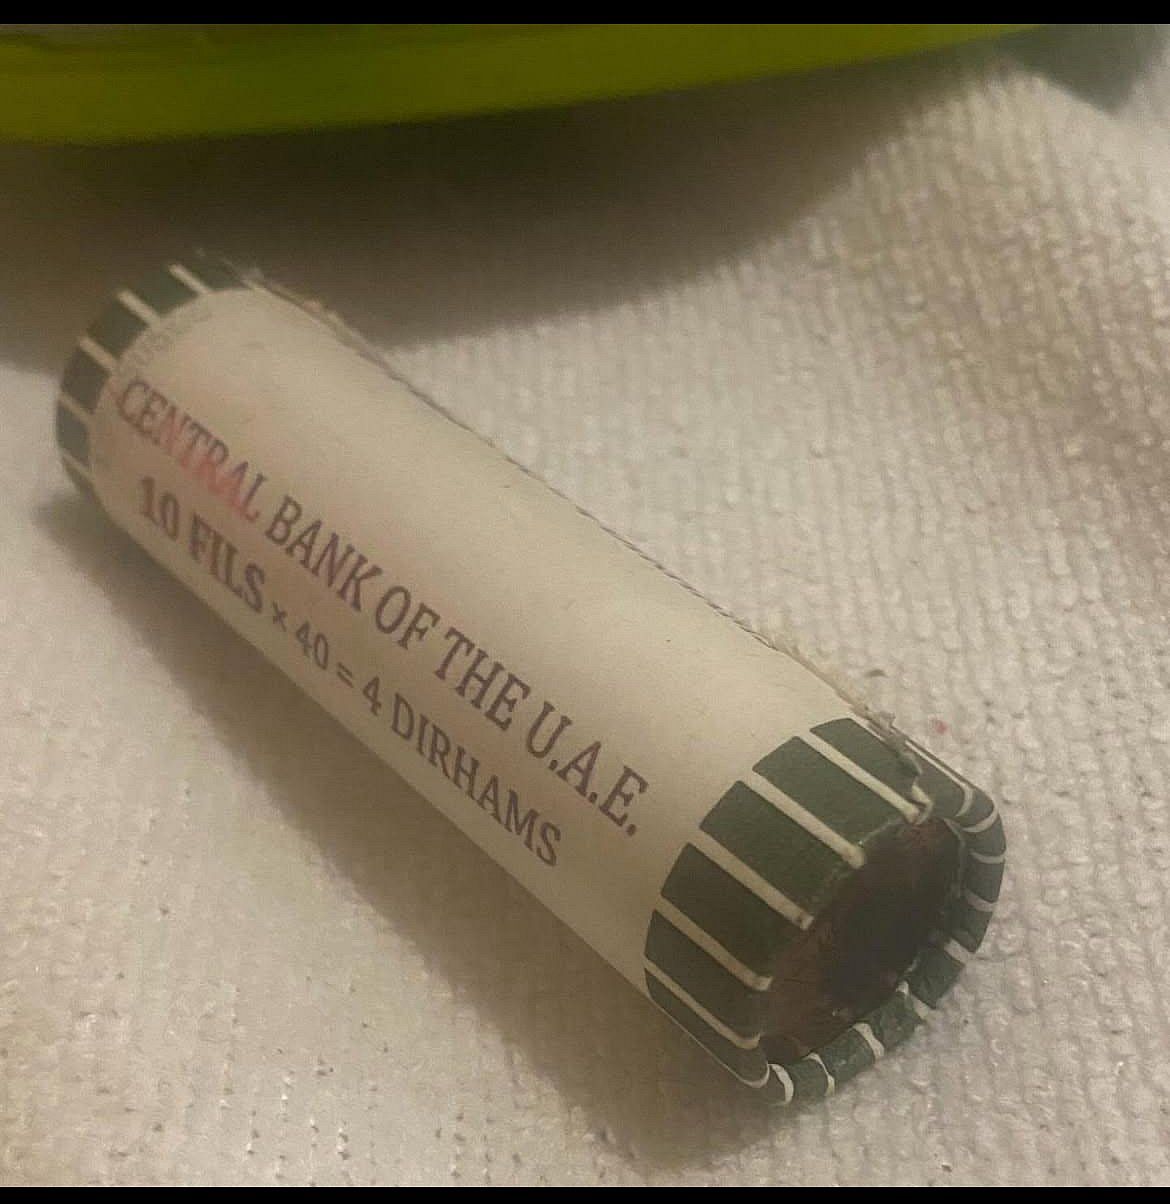 CENTRAL BANK OF THE U.A.E.
10 FILS × 40 = 4 DIRHAMS